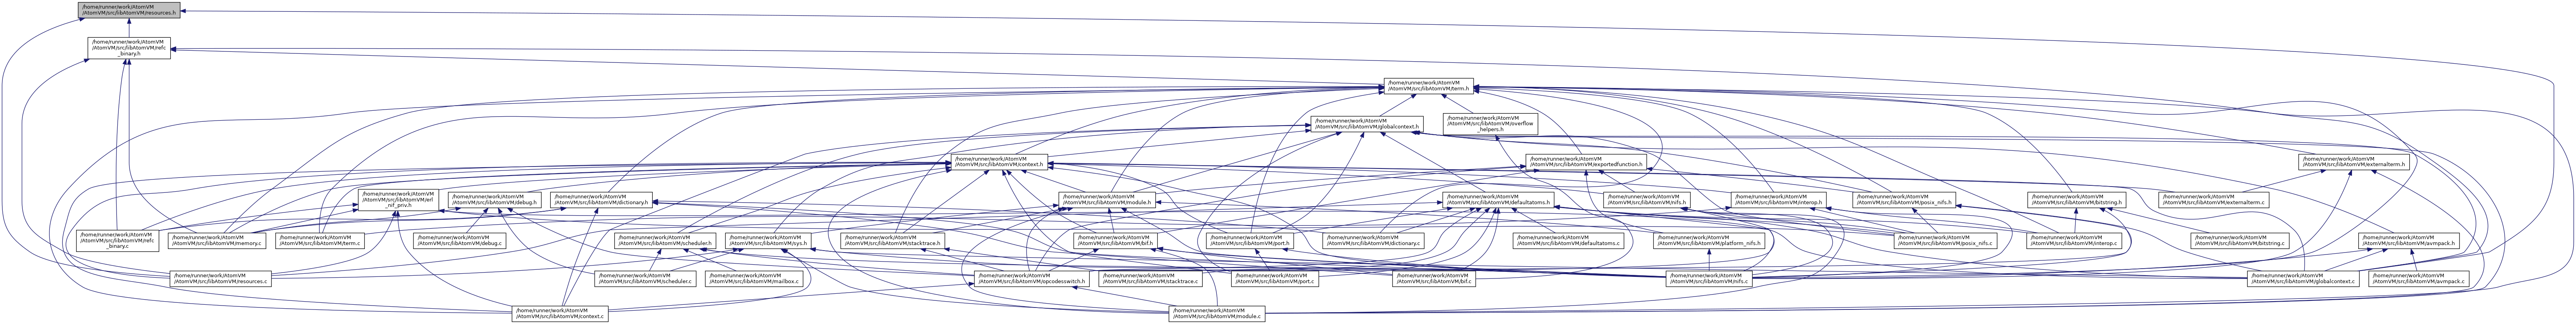 /home/runner/work/AtomVM
/AtomVM/src/libAtomVM/resources.h
/home/runner/work/AtomVM
/AtomVM/src/libAtomVM/refc
_binary.h
/home/runner/work/AtomVM
/AtomVM/src/libAtomVM/term.h
/home/runner/work/AtomVM
/AtomVM/src/libAtomVM/globalcontext.h
/home/runner/work/AtomVM
/AtomVM/src/libAtomVM/overflow
_helpers.h
/home/runner/work/AtomVM
/AtomVM/src/libAtomVM/context.h
/home/runner/work/AtomVM
/AtomVM/src/libAtomVM/exportedfunction.h
/home/runner/work/AtomVM
/AtomVM/src/libAtomVM/externalterm.h
/home/runner/work/AtomVM
/AtomVM/src/libAtomVM/erl
_nif_priv.h
/home/runner/work/AtomVM
/AtomVM/src/libAtomVM/debug.h
/home/runner/work/AtomVM
/AtomVM/src/libAtomVM/dictionary.h
/home/runner/work/AtomVM
/AtomVM/src/libAtomVM/module.h
/home/runner/work/AtomVM
/AtomVM/src/libAtomVM/defaultatoms.h
/home/runner/work/AtomVM
/AtomVM/src/libAtomVM/nifs.h
/home/runner/work/AtomVM
/AtomVM/src/libAtomVM/interop.h
/home/runner/work/AtomVM
/AtomVM/src/libAtomVM/posix_nifs.h
/home/runner/work/AtomVM
/AtomVM/src/libAtomVM/bitstring.h
/home/runner/work/AtomVM
/AtomVM/src/libAtomVM/externalterm.c
/home/runner/work/AtomVM
/AtomVM/src/libAtomVM/refc
_binary.c
/home/runner/work/AtomVM
/AtomVM/src/libAtomVM/memory.c
/home/runner/work/AtomVM
/AtomVM/src/libAtomVM/term.c
/home/runner/work/AtomVM
/AtomVM/src/libAtomVM/debug.c
/home/runner/work/AtomVM
/AtomVM/src/libAtomVM/scheduler.h
/home/runner/work/AtomVM
/AtomVM/src/libAtomVM/sys.h
/home/runner/work/AtomVM
/AtomVM/src/libAtomVM/stacktrace.h
/home/runner/work/AtomVM
/AtomVM/src/libAtomVM/bif.h
/home/runner/work/AtomVM
/AtomVM/src/libAtomVM/port.h
/home/runner/work/AtomVM
/AtomVM/src/libAtomVM/dictionary.c
/home/runner/work/AtomVM
/AtomVM/src/libAtomVM/defaultatoms.c
/home/runner/work/AtomVM
/AtomVM/src/libAtomVM/platform_nifs.h
/home/runner/work/AtomVM
/AtomVM/src/libAtomVM/posix_nifs.c
/home/runner/work/AtomVM
/AtomVM/src/libAtomVM/interop.c
/home/runner/work/AtomVM
/AtomVM/src/libAtomVM/bitstring.c
/home/runner/work/AtomVM
/AtomVM/src/libAtomVM/avmpack.h
/home/runner/work/AtomVM
/AtomVM/src/libAtomVM/resources.c
/home/runner/work/AtomVM
/AtomVM/src/libAtomVM/scheduler.c
/home/runner/work/AtomVM
/AtomVM/src/libAtomVM/mailbox.c
/home/runner/work/AtomVM
/AtomVM/src/libAtomVM/opcodesswitch.h
/home/runner/work/AtomVM
/AtomVM/src/libAtomVM/stacktrace.c
/home/runner/work/AtomVM
/AtomVM/src/libAtomVM/port.c
/home/runner/work/AtomVM
/AtomVM/src/libAtomVM/bif.c
/home/runner/work/AtomVM
/AtomVM/src/libAtomVM/nifs.c
/home/runner/work/AtomVM
/AtomVM/src/libAtomVM/globalcontext.c
/home/runner/work/AtomVM
/AtomVM/src/libAtomVM/avmpack.c
/home/runner/work/AtomVM
/AtomVM/src/libAtomVM/context.c
/home/runner/work/AtomVM
/AtomVM/src/libAtomVM/module.c